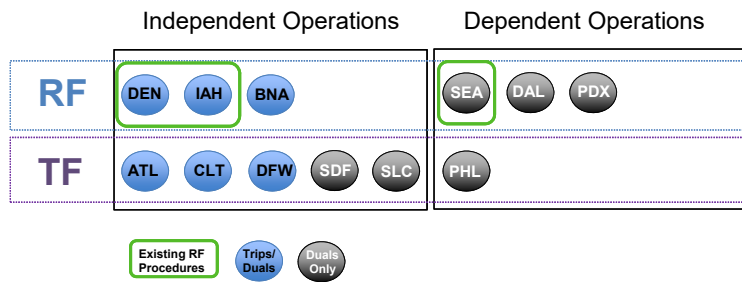 Independent Operations Dependent Operations
RF DEN IAH BNA SEA DAL PDX
TF ATL CLT DFW SDF SLC PHL
Existing RF
Procedures
Trips/
Duals
Duals
Only